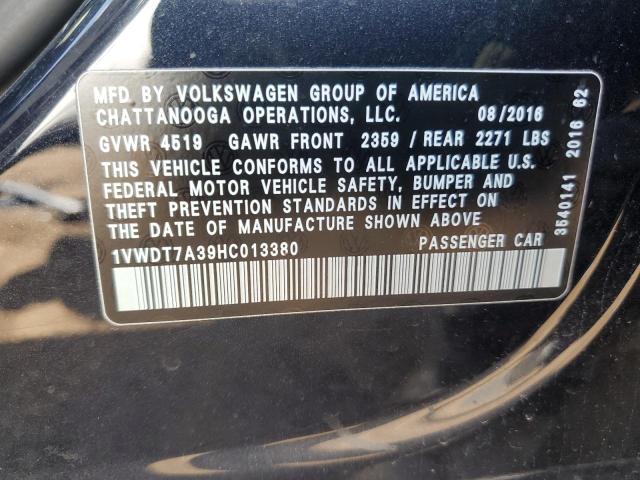 MFD. BY VOLKSWAGEN GROUP OF AMERICA
CHATTANOOGA OPERATIONS, LLC. 08/2016
GVWR 4519 GAWR FRONT 2359 / REAR 2271 LBS
THIS VEHICLE CONFORMS TO ALL APPLICABLE U.S.
FEDERAL MOTOR VEHICLE SAFETY, BUMPER AND
THEFT PREVENTION STANDARDS IN EFFECT ON
THE DATE OF MANUFACTURE SHOWN ABOVE
1VWDT7A39HC013380 PASSENGER CAR
3540141 2016 62